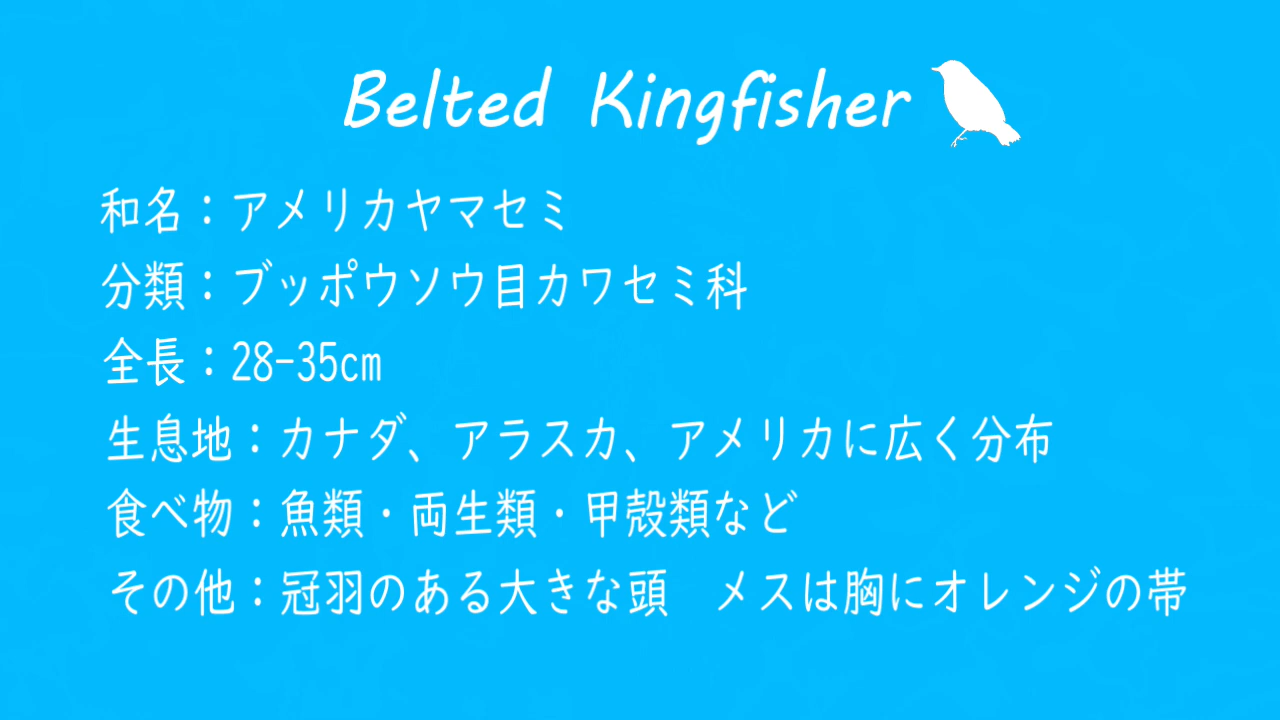 Belted Kingfisher
和名：アメリカヤマセミ
分類：ブッポウソウ目カワセミ科
全長：28-35cm
生息地：カナダ、アラスカ、アメリカに広く分布
食べ物：魚類・両生類・甲殻類など
その他：冠羽のある大きな頭　メスは胸にオレンジの帯